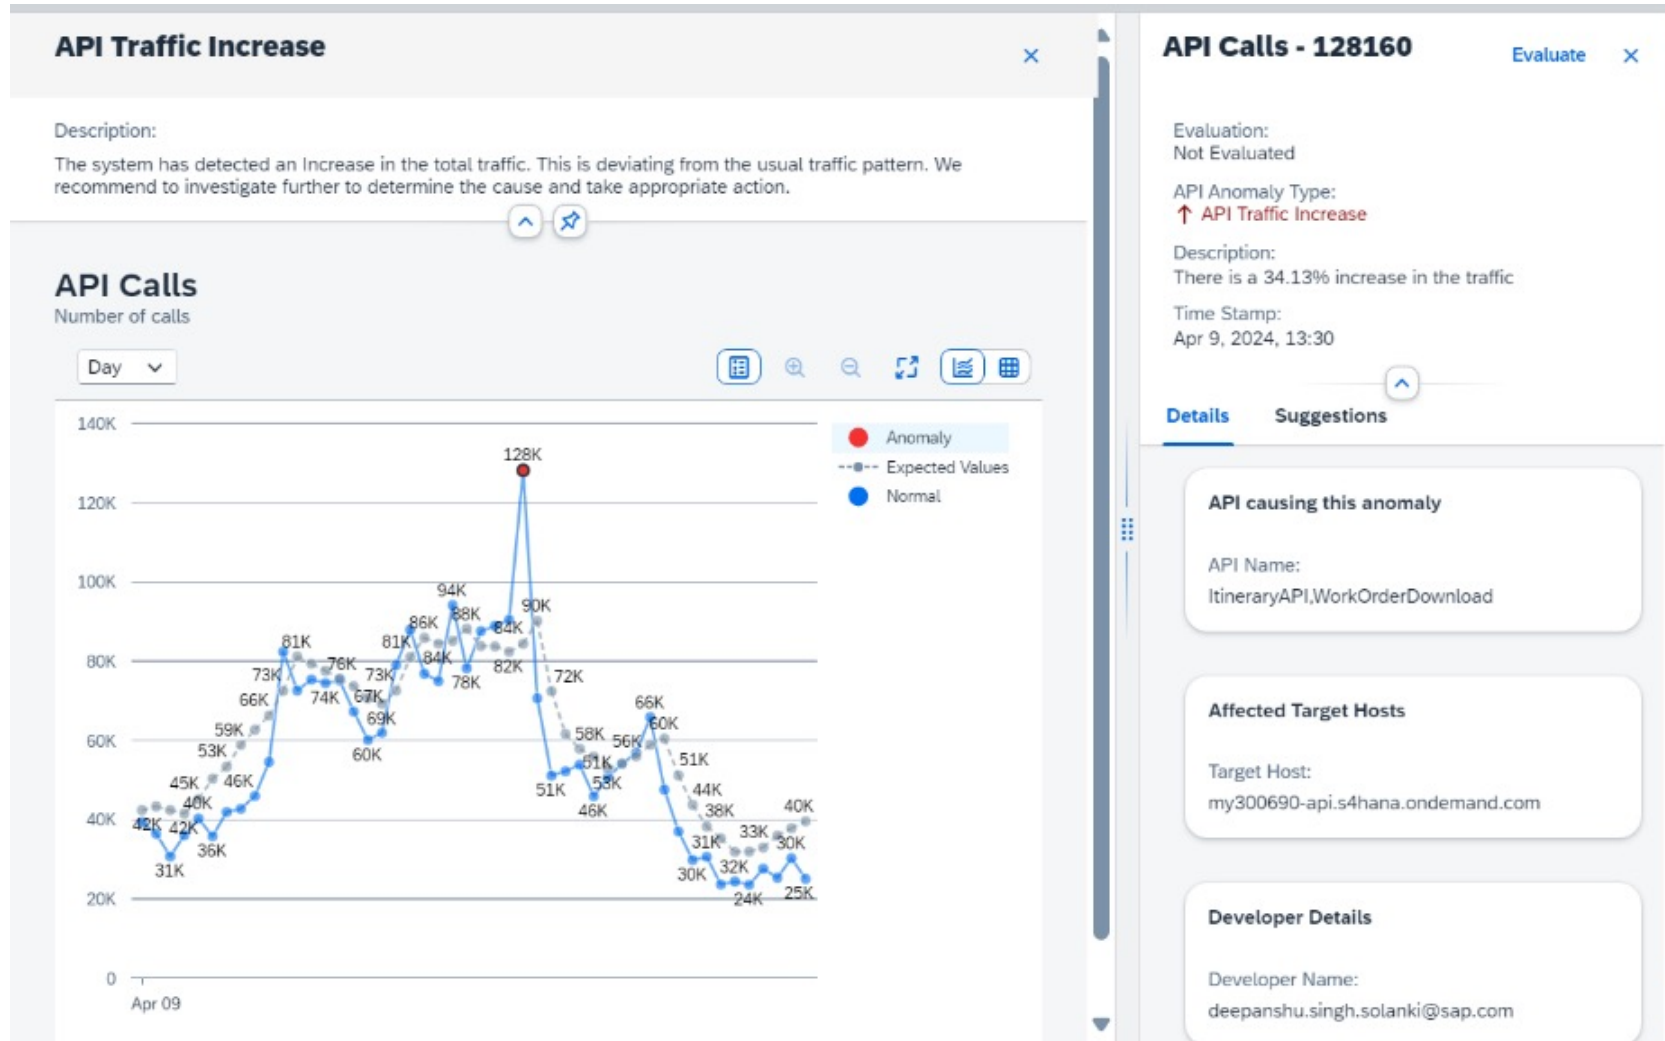 API Traffic Increase
Description:
The system has detected an Increase in the total traffic. This is deviating from the usual traffic pattern. We
recommend to investigate further to determine the cause and take appropriate action.
API Calls
Number of calls
Day
140K
120K
100K
80K
60K
40K
20K
0
Apr 09
42K
31K
42K
45K
40K
36K
53K
46K
59K
66K
73K
81K
74K
76K
67K
60K
69K
73K
81K
86K
84K
94K
88K
78K
84K
82K
128K
90K
72K
51K
58K
51K
46K
53K
56K
66K
60K
51K
30K
44K
31K
38K
32K
24K
33K
30K
40K
25K
Anomaly
Expected Values
Normal
API Calls - 128160
Evaluate
Evaluation:
Not Evaluated
API Anomaly Type:
↑ API Traffic Increase
Description:
There is a 34.13% increase in the traffic
Time Stamp:
Apr 9, 2024, 13:30
Details Suggestions
API causing this anomaly
API Name:
ItineraryAPI,WorkOrderDownload
Affected Target Hosts
Target Host:
my300690-api.s4hana.ondemand.com
Developer Details
Developer Name:
deepanshu.singh.solanki@sap.com